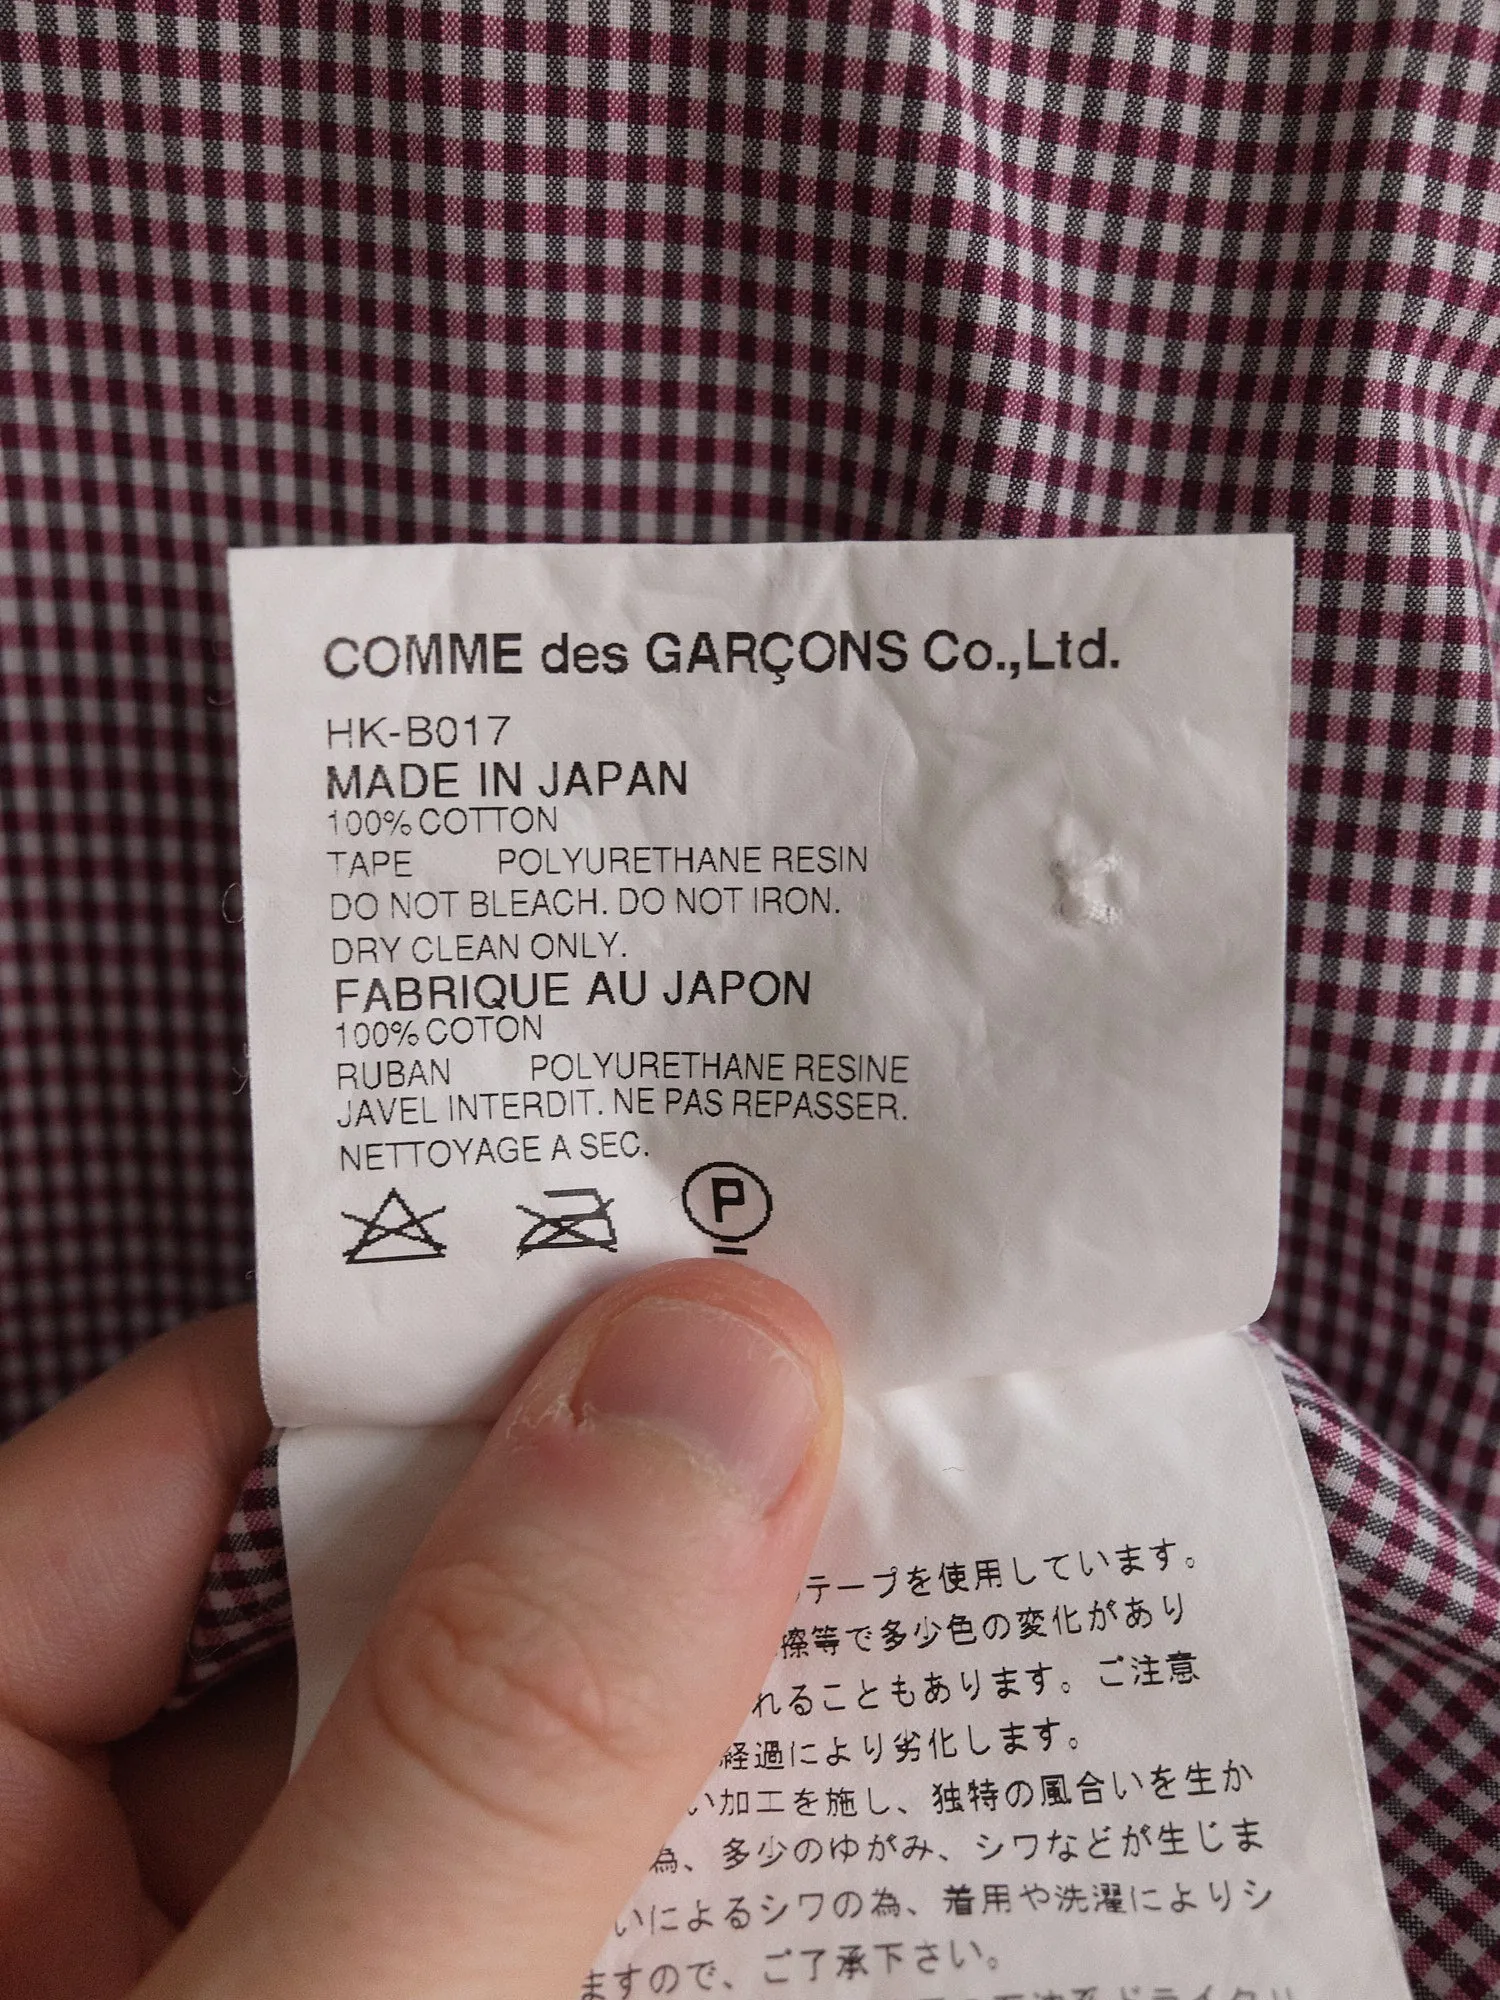 COMME des GARÇONS Co.,Ltd.
HK-B017
MADE IN JAPAN
100% COTTON
TAPE POLYURETHANE RESIN
DO NOT BLEACH. DO NOT IRON.
DRY CLEAN ONLY.
FABRIQUE AU JAPON
100% COTON
RUBAN POLYURETHANE RESINE
JAVEL INTERDIT. NE PAS REPASSER.
NETTOYAGE A SEC.
P
テープを使用しています。
擦等で多少色の変化があり
れることもあります。ご注意
経過により劣化します。
い加工を施し、独特の風合いを生か
為、多少のゆがみ、シワなどが生じま
いによるシワの為、着用や洗濯によりシ
ますので、ご了承下さい。